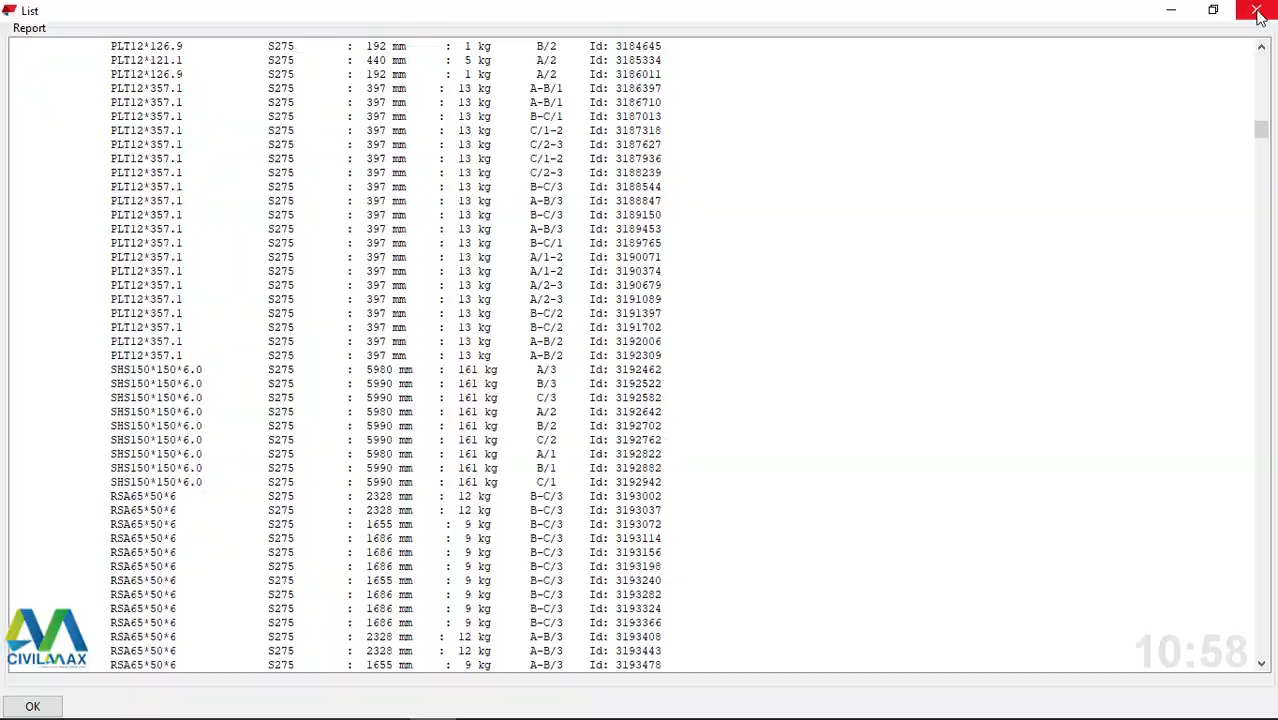 List
Report
PLT12*126.9 S275 : 192 mm : 1 kg B/2 Id: 3184645
PLT12*121.1 S275 : 440 mm : 5 kg A/2 Id: 3185334
PLT12*126.9 S275 : 192 mm : 1 kg A/2 Id: 3186011
PLT12*357.1 S275 : 397 mm : 13 kg A-B/1 Id: 3186397
PLT12*357.1 S275 : 397 mm : 13 kg A-B/1 Id: 3186710
PLT12*357.1 S275 : 397 mm : 13 kg B-C/1 Id: 3187013
PLT12*357.1 S275 : 397 mm : 13 kg C/1-2 Id: 3187318
PLT12*357.1 S275 : 397 mm : 13 kg C/2-3 Id: 3187627
PLT12*357.1 S275 : 397 mm : 13 kg C/1-2 Id: 3187936
PLT12*357.1 S275 : 397 mm : 13 kg C/2-3 Id: 3188239
PLT12*357.1 S275 : 397 mm : 13 kg B-C/3 Id: 3188544
PLT12*357.1 S275 : 397 mm : 13 kg A-B/3 Id: 3188847
PLT12*357.1 S275 : 397 mm : 13 kg B-C/3 Id: 3189150
PLT12*357.1 S275 : 397 mm : 13 kg A-B/3 Id: 3189453
PLT12*357.1 S275 : 397 mm : 13 kg B-C/1 Id: 3189765
PLT12*357.1 S275 : 397 mm : 13 kg A/1-2 Id: 3190071
PLT12*357.1 S275 : 397 mm : 13 kg A/1-2 Id: 3190374
PLT12*357.1 S275 : 397 mm : 13 kg A/2-3 Id: 3190679
PLT12*357.1 S275 : 397 mm : 13 kg A/2-3 Id: 3191089
PLT12*357.1 S275 : 397 mm : 13 kg B-C/2 Id: 3191397
PLT12*357.1 S275 : 397 mm : 13 kg B-C/2 Id: 3191702
PLT12*357.1 S275 : 397 mm : 13 kg A-B/2 Id: 3192006
PLT12*357.1 S275 : 397 mm : 13 kg A-B/2 Id: 3192309
SHS150*150*6.0 S275 : 5980 mm : 161 kg A/3 Id: 3192462
SHS150*150*6.0 S275 : 5990 mm : 161 kg B/3 Id: 3192522
SHS150*150*6.0 S275 : 5990 mm : 161 kg C/3 Id: 3192582
SHS150*150*6.0 S275 : 5980 mm : 161 kg A/2 Id: 3192642
SHS150*150*6.0 S275 : 5990 mm : 161 kg B/2 Id: 3192702
SHS150*150*6.0 S275 : 5990 mm : 161 kg C/2 Id: 3192762
SHS150*150*6.0 S275 : 5980 mm : 161 kg A/1 Id: 3192822
SHS150*150*6.0 S275 : 5990 mm : 161 kg B/1 Id: 3192882
SHS150*150*6.0 S275 : 5990 mm : 161 kg C/1 Id: 3192942
RSA65*50*6 S275 : 2328 mm : 12 kg B-C/3 Id: 3193002
RSA65*50*6 S275 : 2328 mm : 12 kg B-C/3 Id: 3193037
RSA65*50*6 S275 : 1655 mm : 9 kg B-C/3 Id: 3193072
RSA65*50*6 S275 : 1686 mm : 9 kg B-C/3 Id: 3193114
RSA65*50*6 S275 : 1686 mm : 9 kg B-C/3 Id: 3193156
RSA65*50*6 S275 : 1686 mm : 9 kg B-C/3 Id: 3193198
RSA65*50*6 S275 : 1655 mm : 9 kg B-C/3 Id: 3193240
RSA65*50*6 S275 : 1686 mm : 9 kg B-C/3 Id: 3193282
RSA65*50*6 S275 : 1686 mm : 9 kg B-C/3 Id: 3193324
RSA65*50*6 S275 : 1686 mm : 9 kg B-C/3 Id: 3193366
RSA65*50*6 S275 : 2328 mm : 12 kg A-B/3 Id: 3193408
RSA65*50*6 S275 : 2328 mm : 12 kg A-B/3 Id: 3193443
RSA65*50*6 S275 : 1655 mm : 9 kg A-B/3 Id: 3193478
CIVILMAX
10:58
OK